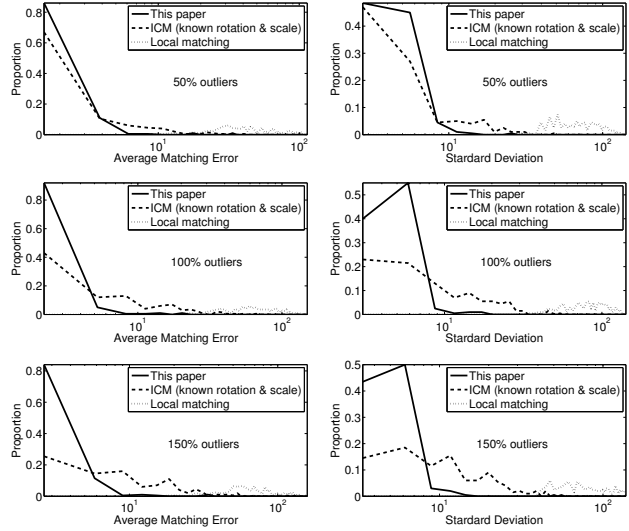 This paper
ICM (known rotation & scale)
Local matching
50% outliers
Proportion
0.8
0.6
0.4
0.2
0
10^1
10^2
Average Matching Error
This paper
ICM (known rotation & scale)
Local matching
50% outliers
Proportion
0.4
0.3
0.2
0.1
0
10^1
10^2
Stardard Deviation
This paper
ICM (known rotation & scale)
Local matching
100% outliers
Proportion
0.8
0.6
0.4
0.2
0
10^1
10^2
Average Matching Error
This paper
ICM (known rotation & scale)
Local matching
100% outliers
Proportion
0.5
0.4
0.3
0.2
0.1
0
10^1
10^2
Stardard Deviation
This paper
ICM (known rotation & scale)
Local matching
150% outliers
Proportion
0.8
0.6
0.4
0.2
0
10^1
10^2
Average Matching Error
This paper
ICM (known rotation & scale)
Local matching
150% outliers
Proportion
0.5
0.4
0.3
0.2
0.1
0
10^1
10^2
Stardard Deviation